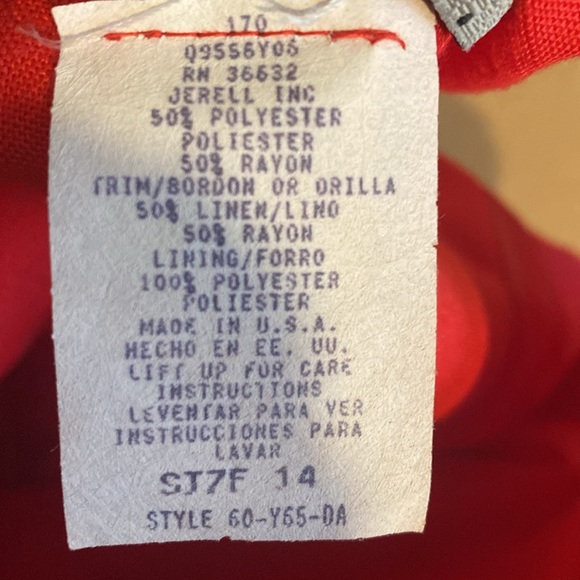 170
Q9556Y06
RN 36632
JERELL INC
50% POLYESTER
POLIESTER
50% RAYON
TRIM/BORDON OR ORILLA
50% LINEN/LINO
50% RAYON
LINING/FORRO
100% POLYESTER
POLIESTER
MADE IN U.S.A.
HECHO EN EE. UU.
LIFT UP FOR CARE
INSTRUCTIONS
LEVENTAR PARA VER
INSTRUCCIONES PARA
LAVAR
SIZE 14
STYLE 60-Y65-DA